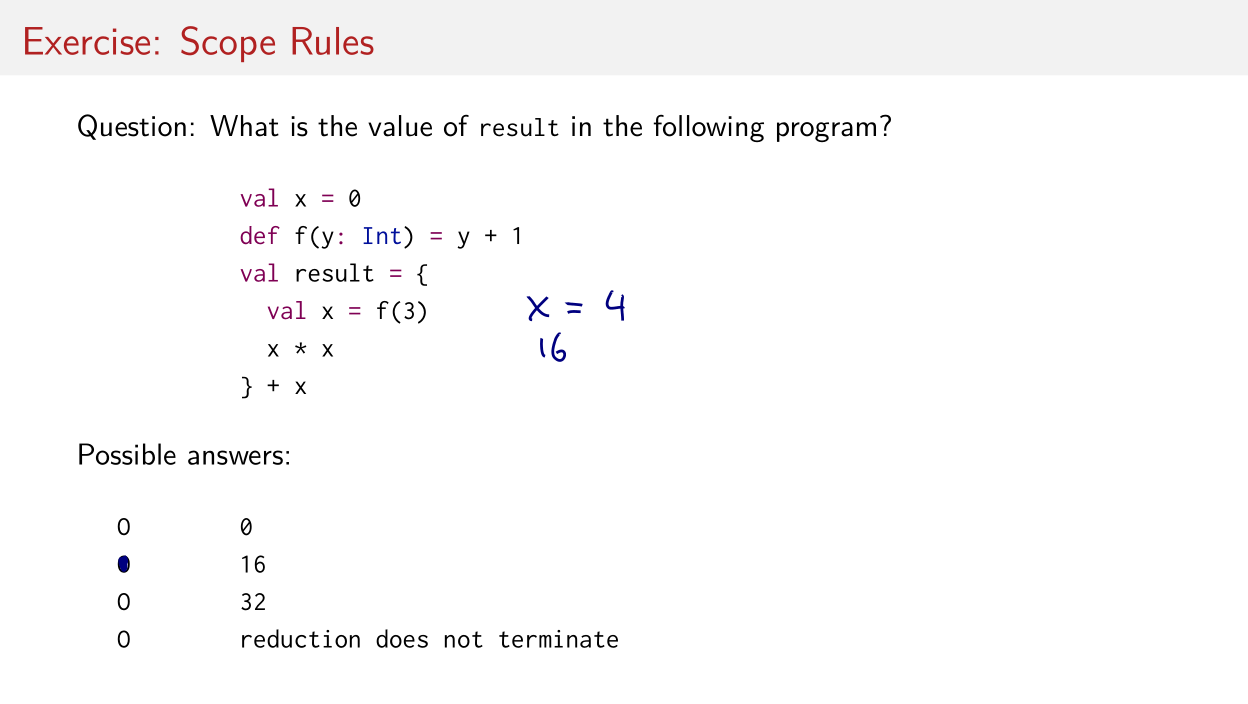 Exercise: Scope Rules
Question: What is the value of result in the following program?
val x = 0
def f(y: Int) = y + 1
val result = {
val x = f(3) x = 4
x * x 16
} + x
Possible answers:
O 0
O 16
O 32
O reduction does not terminate